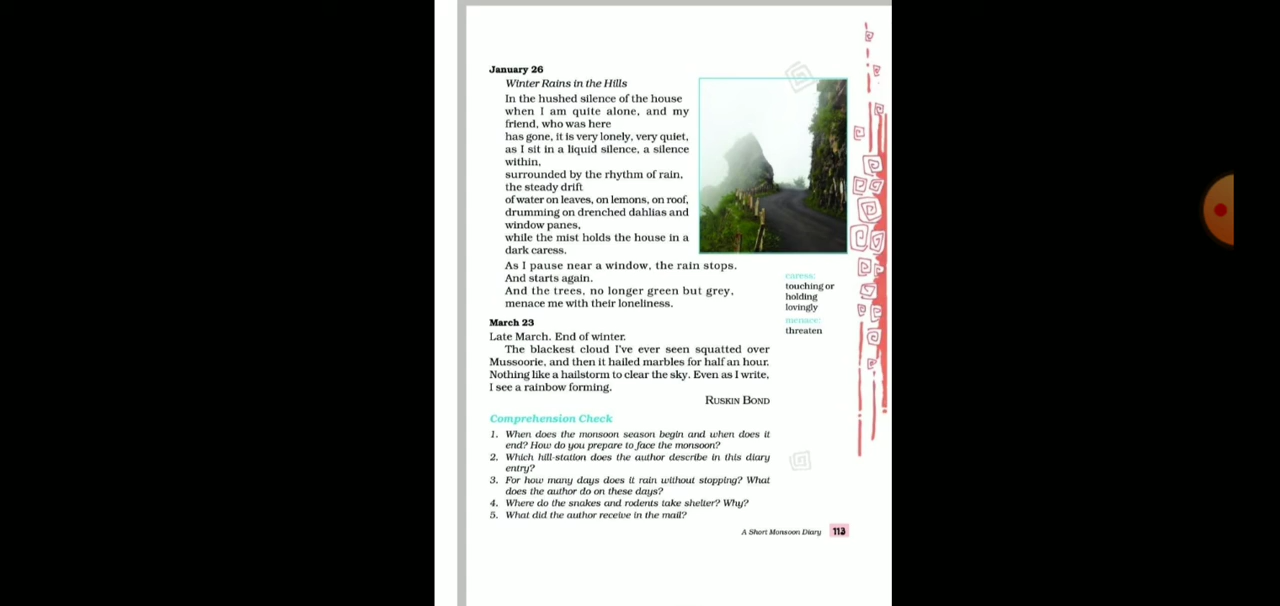 January 26
Winter Rains in the Hills
In the hushed silence of the house
when I am quite alone, and my
friend, who was here
has gone, it is very lonely, very quiet,
as I sit in a liquid silence, a silence
within,
surrounded by the rhythm of rain,
the steady drift
of water on leaves, on lemons, on roof,
drumming on drenched dahlias and
window panes,
while the mist holds the house in a
dark caress.
As I pause near a window, the rain stops.
And starts again.
And the trees, no longer green but grey,
menace me with their loneliness.
caress:
touching or
holding
lovingly
menace:
threaten
March 23
Late March. End of winter.
The blackest cloud I've ever seen squatted over
Mussoorie, and then it hailed marbles for half an hour.
Nothing like a hailstorm to clear the sky. Even as I write,
I see a rainbow forming.
RUSKIN BOND
Comprehension Check
1. When does the monsoon season begin and when does it
end? How do you prepare to face the monsoon?
2. Which hill-station does the author describe in this diary
entry?
3. For how many days does it rain without stopping? What
does the author do on these days?
4. Where do the snakes and rodents take shelter? Why?
5. What did the author receive in the mail?
A Short Monsoon Diary 113